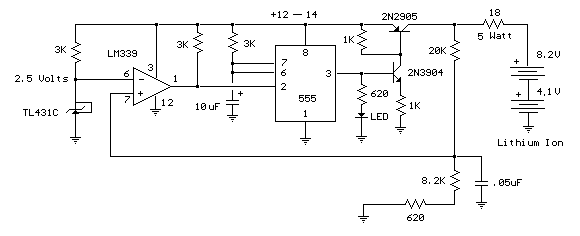 +12 — 14
2N2905
18
5 Watt
3K
LM339
3K
3K
1K
20K
8.2V
+
3
8
7
6
3
2N3904
2.5 Volts
6
−
1
2
+
4.1V
+
7
12
10uF
+
555
620
1K
TL431C
1
LED
Lithium Ion
8.2K
.05uF
620